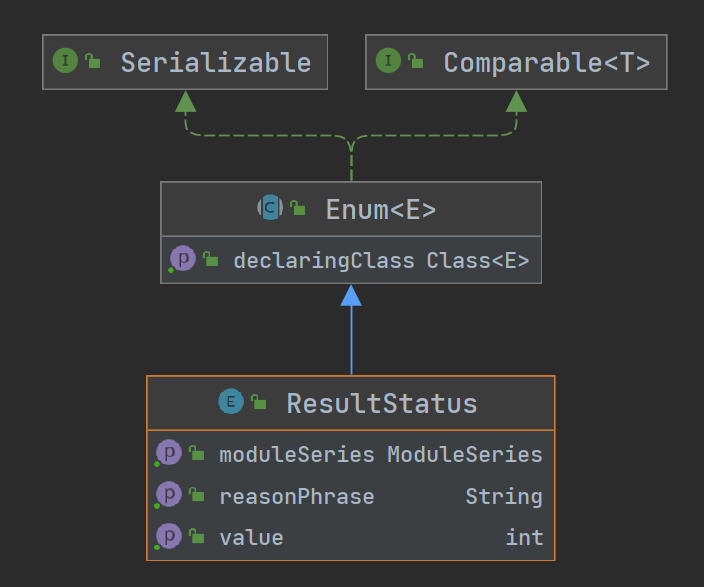 I Serializable
I Comparable<T>
C Enum<E>
p declaringClass Class<E>
E ResultStatus
p moduleSeries ModuleSeries
p reasonPhrase String
p value int